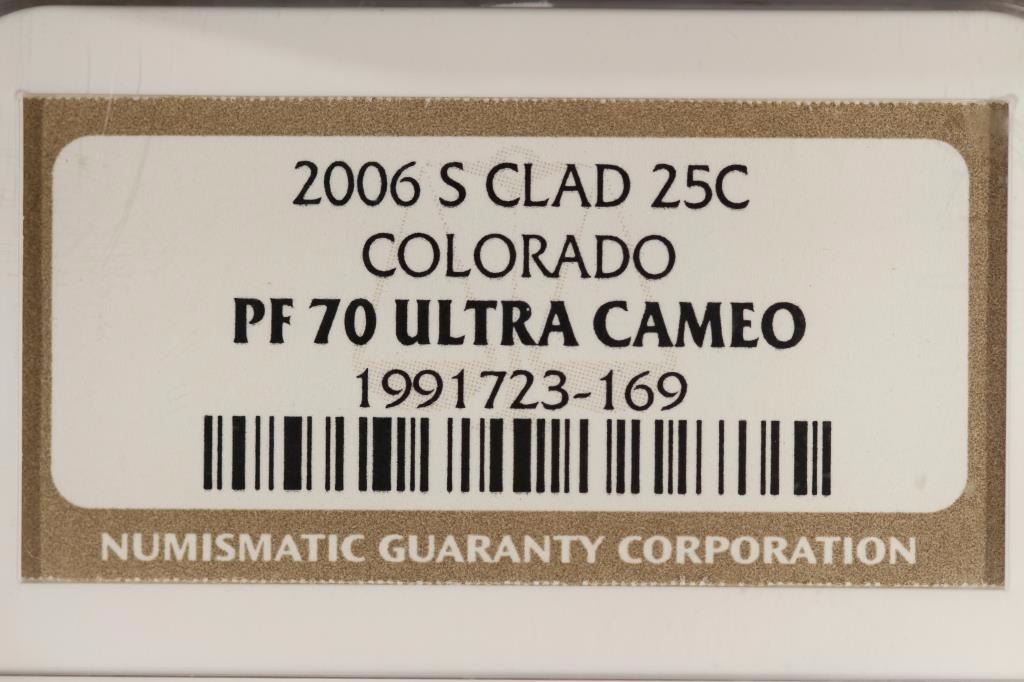 2006 S CLAD 25C
COLORADO
PF 70 ULTRA CAMEO
1991723-169
NUMISMATIC GUARANTY CORPORATION